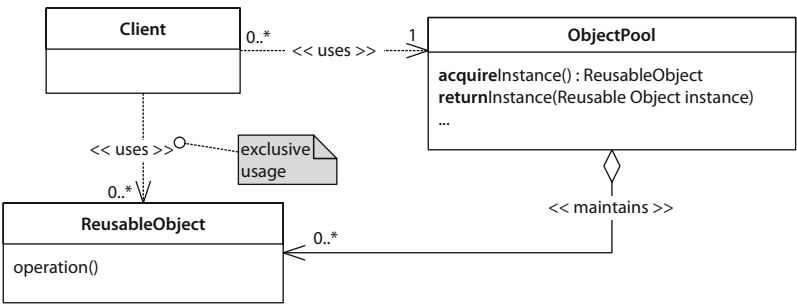 Client
0..*
<< uses >>
1
ObjectPool
acquireInstance() : ReusableObject
returnInstance(Reusable Object instance)
...
<< uses >>
exclusive
usage
0..*
<< maintains >>
ReusableObject
0..*
operation()